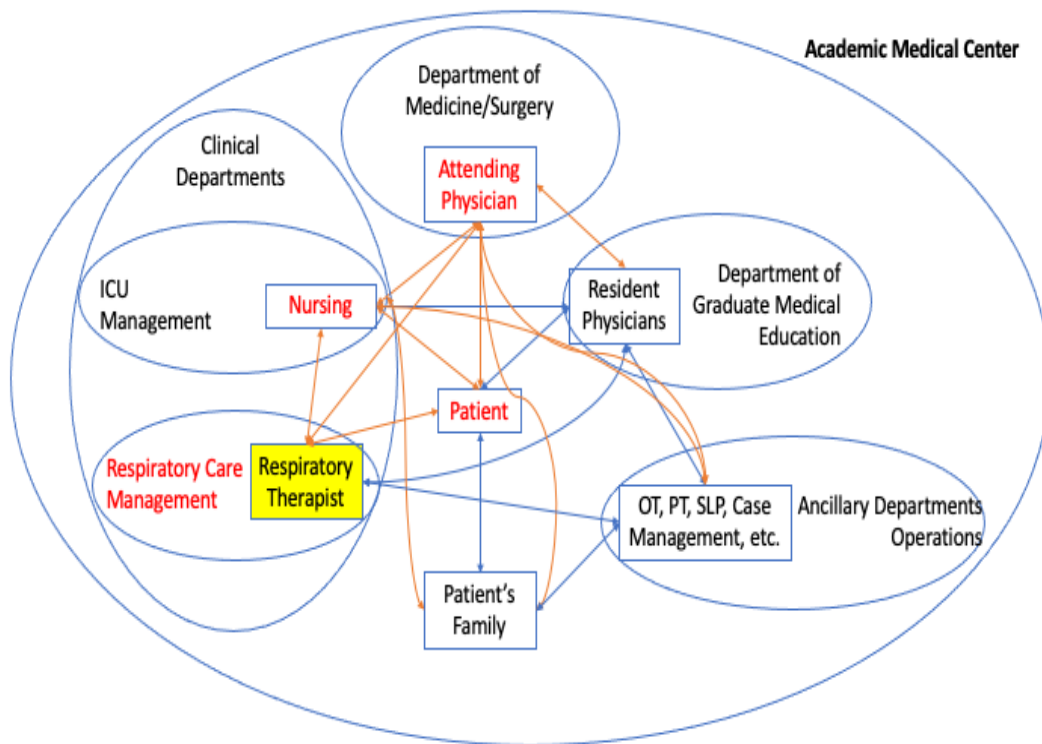 Academic Medical Center
Department of
Medicine/Surgery
Attending
Physician
Clinical
Departments
ICU
Management
Nursing
Resident
Physicians
Department of
Graduate Medical
Education
Patient
Respiratory Care
Management
Respiratory
Therapist
OT, PT, SLP, Case
Management, etc.
Ancillary Departments
Operations
Patient’s
Family